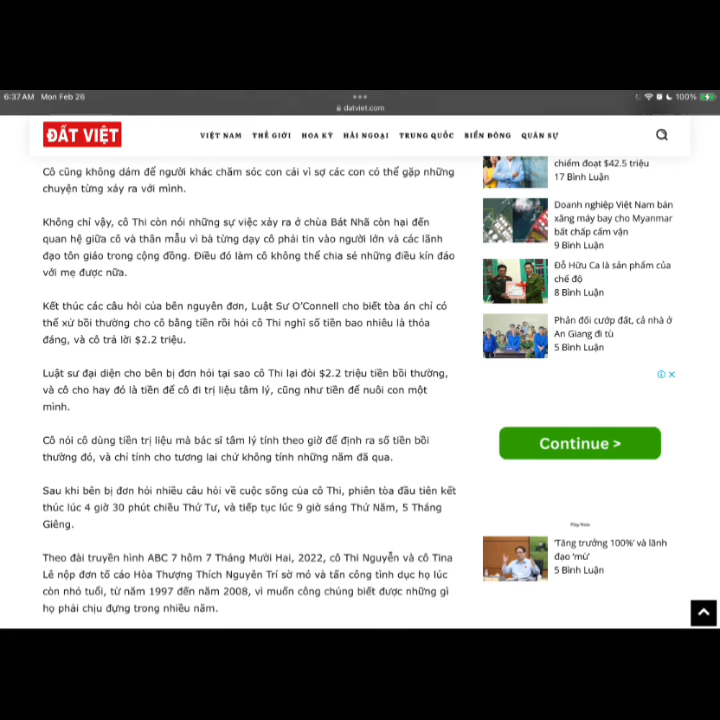 6:37 AM Mon Feb 26
100%
datviet.com
ĐẤT VIỆT
VIỆT NAM THẾ GIỚI HOA KỲ HẢI NGOẠI TRUNG QUỐC BIỂN ĐÔNG QUÂN SỰ
Cô cũng không dám để người khác chăm sóc con cái vì sợ các con có thể gặp những
chuyện từng xảy ra với mình.
Không chỉ vậy, cô Thi còn nói những sự việc xảy ra ở chùa Bát Nhã còn hại đến
quan hệ giữa cô và thân mẫu vì bà từng dạy cô phải tin vào người lớn và các lãnh
đạo tôn giáo trong cộng đồng. Điều đó làm cô không thể chia sẻ những điều kín đáo
với mẹ được nữa.
Kết thúc các câu hỏi của bên nguyên đơn, Luật Sư O'Connell cho biết tòa án chỉ có
thể xử bồi thường cho cô bằng tiền rồi hỏi cô Thi nghĩ số tiền bao nhiêu là thỏa
đáng, và cô trả lời $2.2 triệu.
Luật sư đại diện cho bên bị đơn hỏi tại sao cô Thi lại đòi $2.2 triệu tiền bồi thường,
và cô cho hay đó là tiền để cô đi trị liệu tâm lý, cũng như tiền để nuôi con một
mình.
Cô nói cô dùng tiền trị liệu mà bác sĩ tâm lý tính theo giờ để định ra số tiền bồi
thường đó, và chỉ tính cho tương lai chứ không tính những năm đã qua.
Sau khi bên bị đơn hỏi nhiều câu hỏi về cuộc sống của cô Thi, phiên tòa đầu tiên kết
thúc lúc 4 giờ 30 phút chiều Thứ Tư, và tiếp tục lúc 9 giờ sáng Thứ Năm, 5 Tháng
Giêng.
Theo đài truyền hình ABC 7 hôm 7 Tháng Mười Hai, 2022, cô Thi Nguyễn và cô Tina
Lê nộp đơn tố cáo Hòa Thượng Thích Nguyên Trí sờ mó và tấn công tình dục họ lúc
còn nhỏ tuổi, từ năm 1997 đến năm 2008, vì muốn công chúng biết được những gì
họ phải chịu đựng trong nhiều năm.
chiếm đoạt $42.5 triệu
17 Bình Luận
Doanh nghiệp Việt Nam bán
xăng máy bay cho Myanmar
bất chấp cấm vận
9 Bình Luận
Đỗ Hữu Ca là sản phẩm của
chế độ
8 Bình Luận
Phản đối cướp đất, cả nhà ở
An Giang đi tù
5 Bình Luận
Continue >
Play Now
'Tăng trưởng 100%' và lãnh
đạo 'mù'
5 Bình Luận